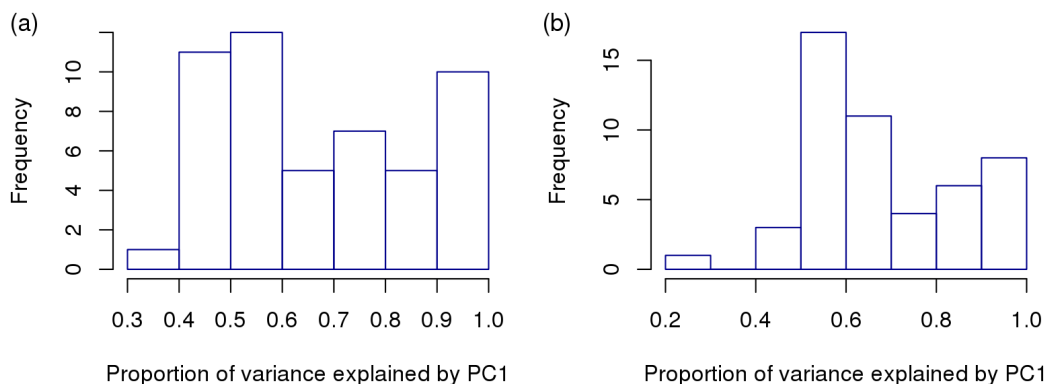 (a)
Frequency
0 2 4 6 8 10
0.3 0.4 0.5 0.6 0.7 0.8 0.9 1.0
Proportion of variance explained by PC1
(b)
Frequency
0 5 10 15
0.2 0.4 0.6 0.8 1.0
Proportion of variance explained by PC1